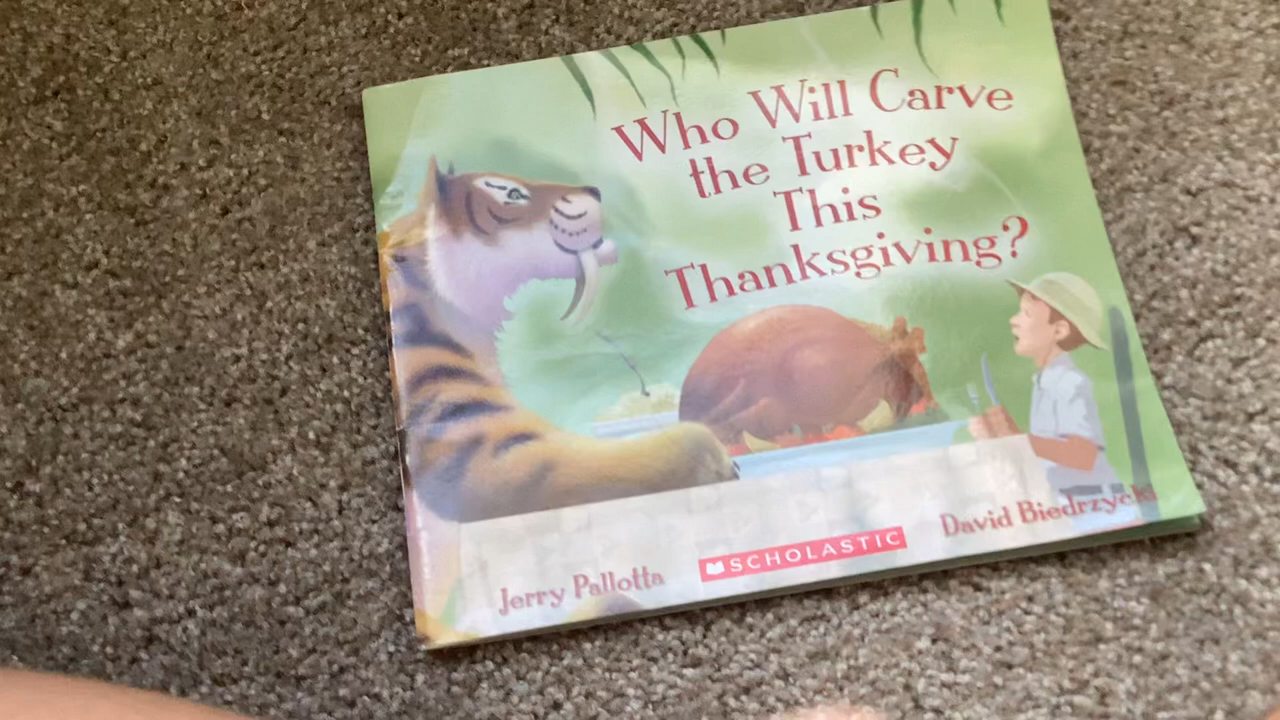 Who Will Carve
the Turkey
This
Thanksgiving?
Jerry Pallotta
SCHOLASTIC
David Biedrzycki